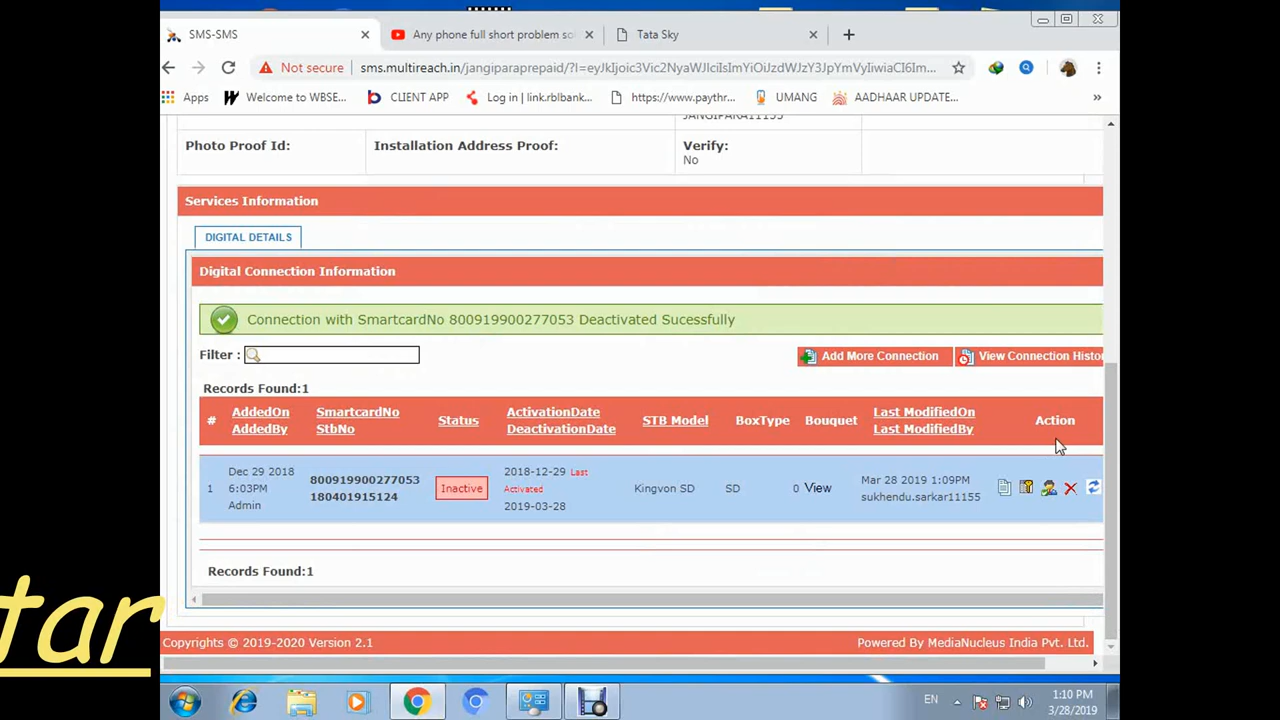 SMS-SMS
Any phone full short problem so
Tata Sky
Not secure
sms.multireach.in/jangiparaprepaid/?l=eyJkIjoic3Vic2NyaWJlciIsImYiOiJzdWJzY3JpYmVyIiwiaCI6Im...
Apps
Welcome to WBSE...
CLIENT APP
Log in | link.rblbank...
https://www.paythr...
UMANG
AADHAAR UPDATE...
»
JANGIPARA11155
Photo Proof Id:
Installation Address Proof:
Verify:
No
Services Information
DIGITAL DETAILS
Digital Connection Information
Connection with SmartcardNo 800919900277053 Deactivated Sucessfully
Filter :
Add More Connection
View Connection Histor
Records Found:1
#
AddedOn
AddedBy
SmartcardNo
StbNo
Status
ActivationDate
DeactivationDate
STB Model
BoxType
Bouquet
Last ModifiedOn
Last ModifiedBy
Action
1
Dec 29 2018
6:03PM
Admin
800919900277053
180401915124
Inactive
2018-12-29 Last
Activated
2019-03-28
Kingvon SD
SD
0 View
Mar 28 2019 1:09PM
sukhendu.sarkar11155
Records Found:1
tar
Copyrights © 2019-2020 Version 2.1
Powered By MediaNucleus India Pvt. Ltd.
EN
1:10 PM
3/28/2019